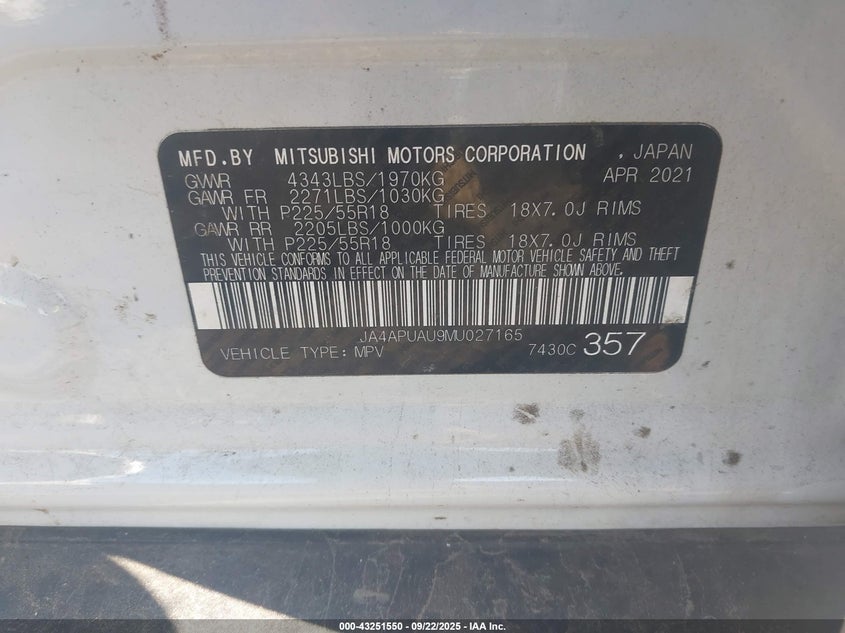 MFD.BY MITSUBISHI MOTORS CORPORATION , JAPAN
GVWR 4343LBS/1970KG APR 2021
GAWR FR 2271LBS/1030KG
WITH P225/55R18 TIRES 18X7.0J RIMS
GAWR RR 2205LBS/1000KG
WITH P225/55R18 TIRES 18X7.0J RIMS
THIS VEHICLE CONFORMS TO ALL APPLICABLE FEDERAL MOTOR VEHICLE SAFETY AND THEFT
PREVENTION STANDARDS IN EFFECT ON THE DATE OF MANUFACTURE SHOWN ABOVE.
JA4APUAU9MU027165
VEHICLE TYPE: MPV 7430C 357
000-43251550 - 09/22/2025 - IAA Inc.